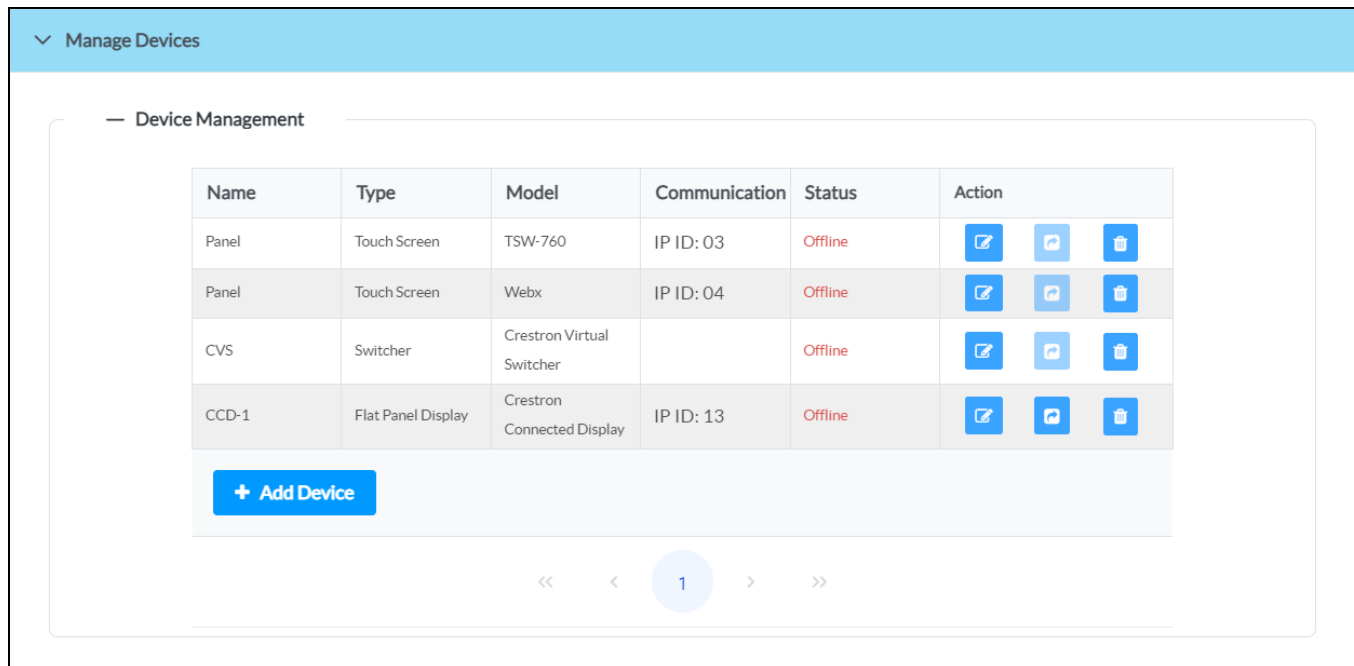 Manage Devices
Device Management
Name Type Model Communication Status Action
Panel Touch Screen TSW-760 IP ID: 03 Offline
Panel Touch Screen Webx IP ID: 04 Offline
CVS Switcher Crestron Virtual Switcher Offline
CCD-1 Flat Panel Display Crestron Connected Display IP ID: 13 Offline
+ Add Device
<< < 1 > >>